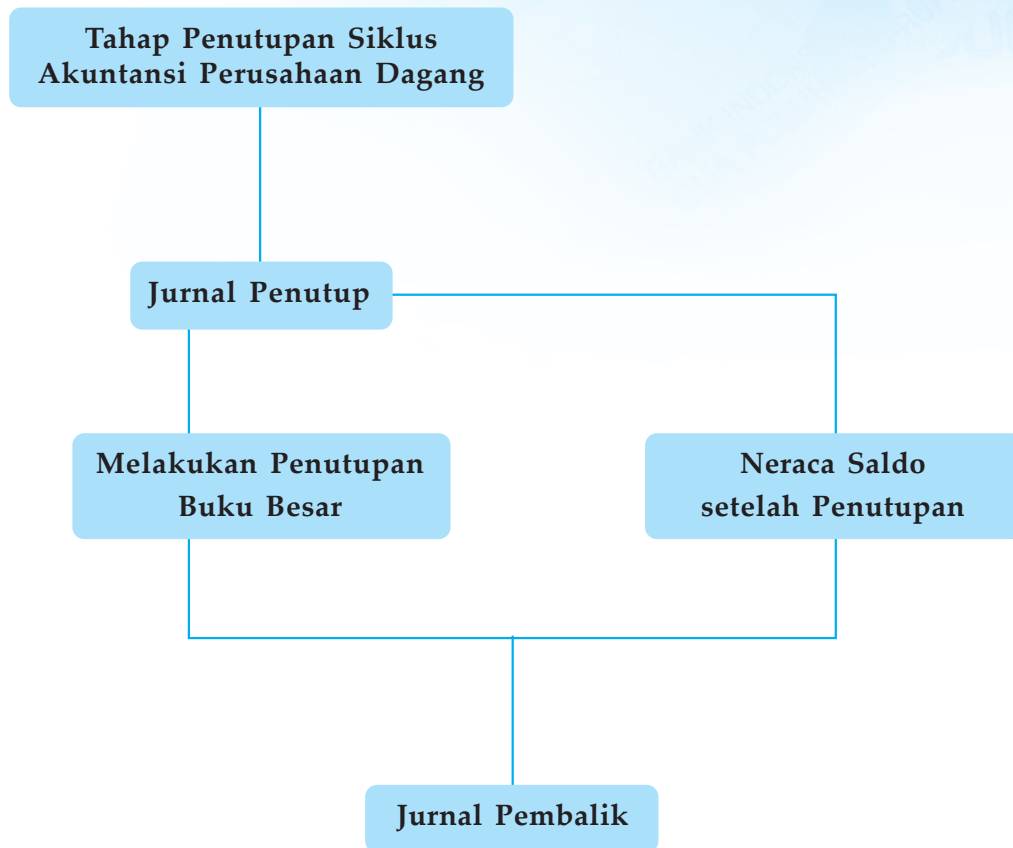 Tahap Penutupan Siklus
Akuntansi Perusahaan Dagang
Jurnal Penutup
Melakukan Penutupan
Buku Besar
Neraca Saldo
setelah Penutupan
Jurnal Pembalik